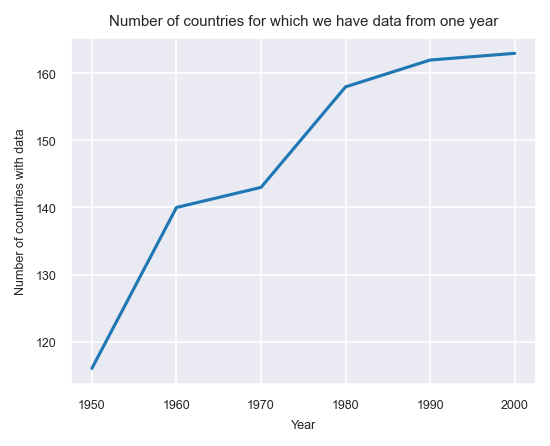 Number of countries for which we have data from one year
Number of countries with data
160
150
140
130
120
1950 1960 1970 1980 1990 2000
Year